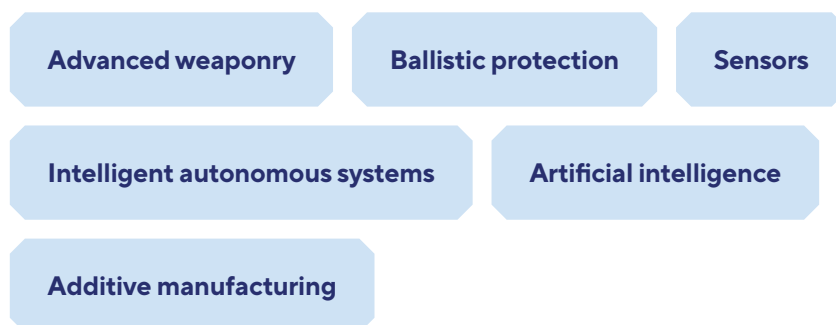 Advanced weaponry Ballistic protection Sensors
Intelligent autonomous systems Artificial intelligence
Additive manufacturing